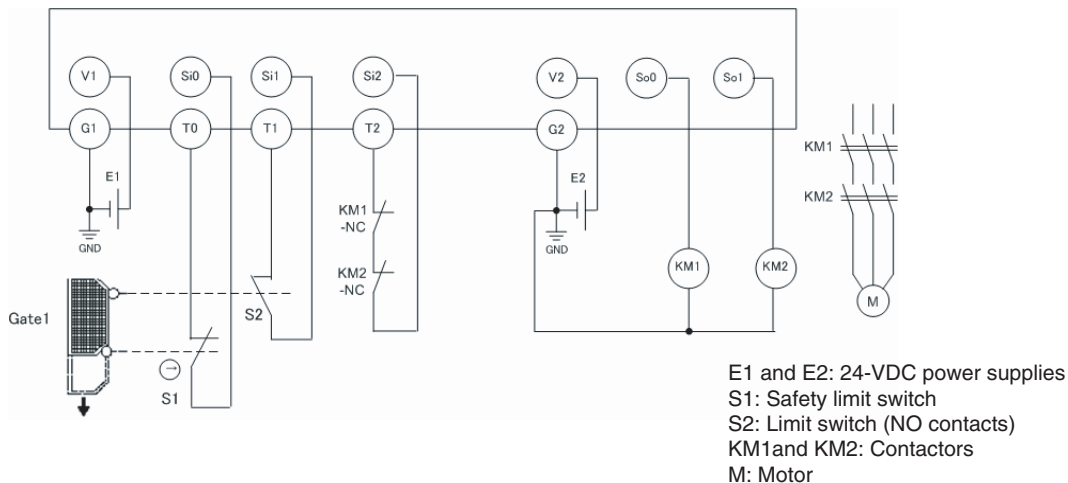 V1 Si0 Si1 Si2 V2 So0 So1
G1 T0 T1 T2 G2
KM1
E1 E2
KM2
KM1
-NC
GND GND
KM2
-NC
KM1 KM2
M
S2
Gate1
S1
E1 and E2: 24-VDC power supplies
S1: Safety limit switch
S2: Limit switch (NO contacts)
KM1and KM2: Contactors
M: Motor